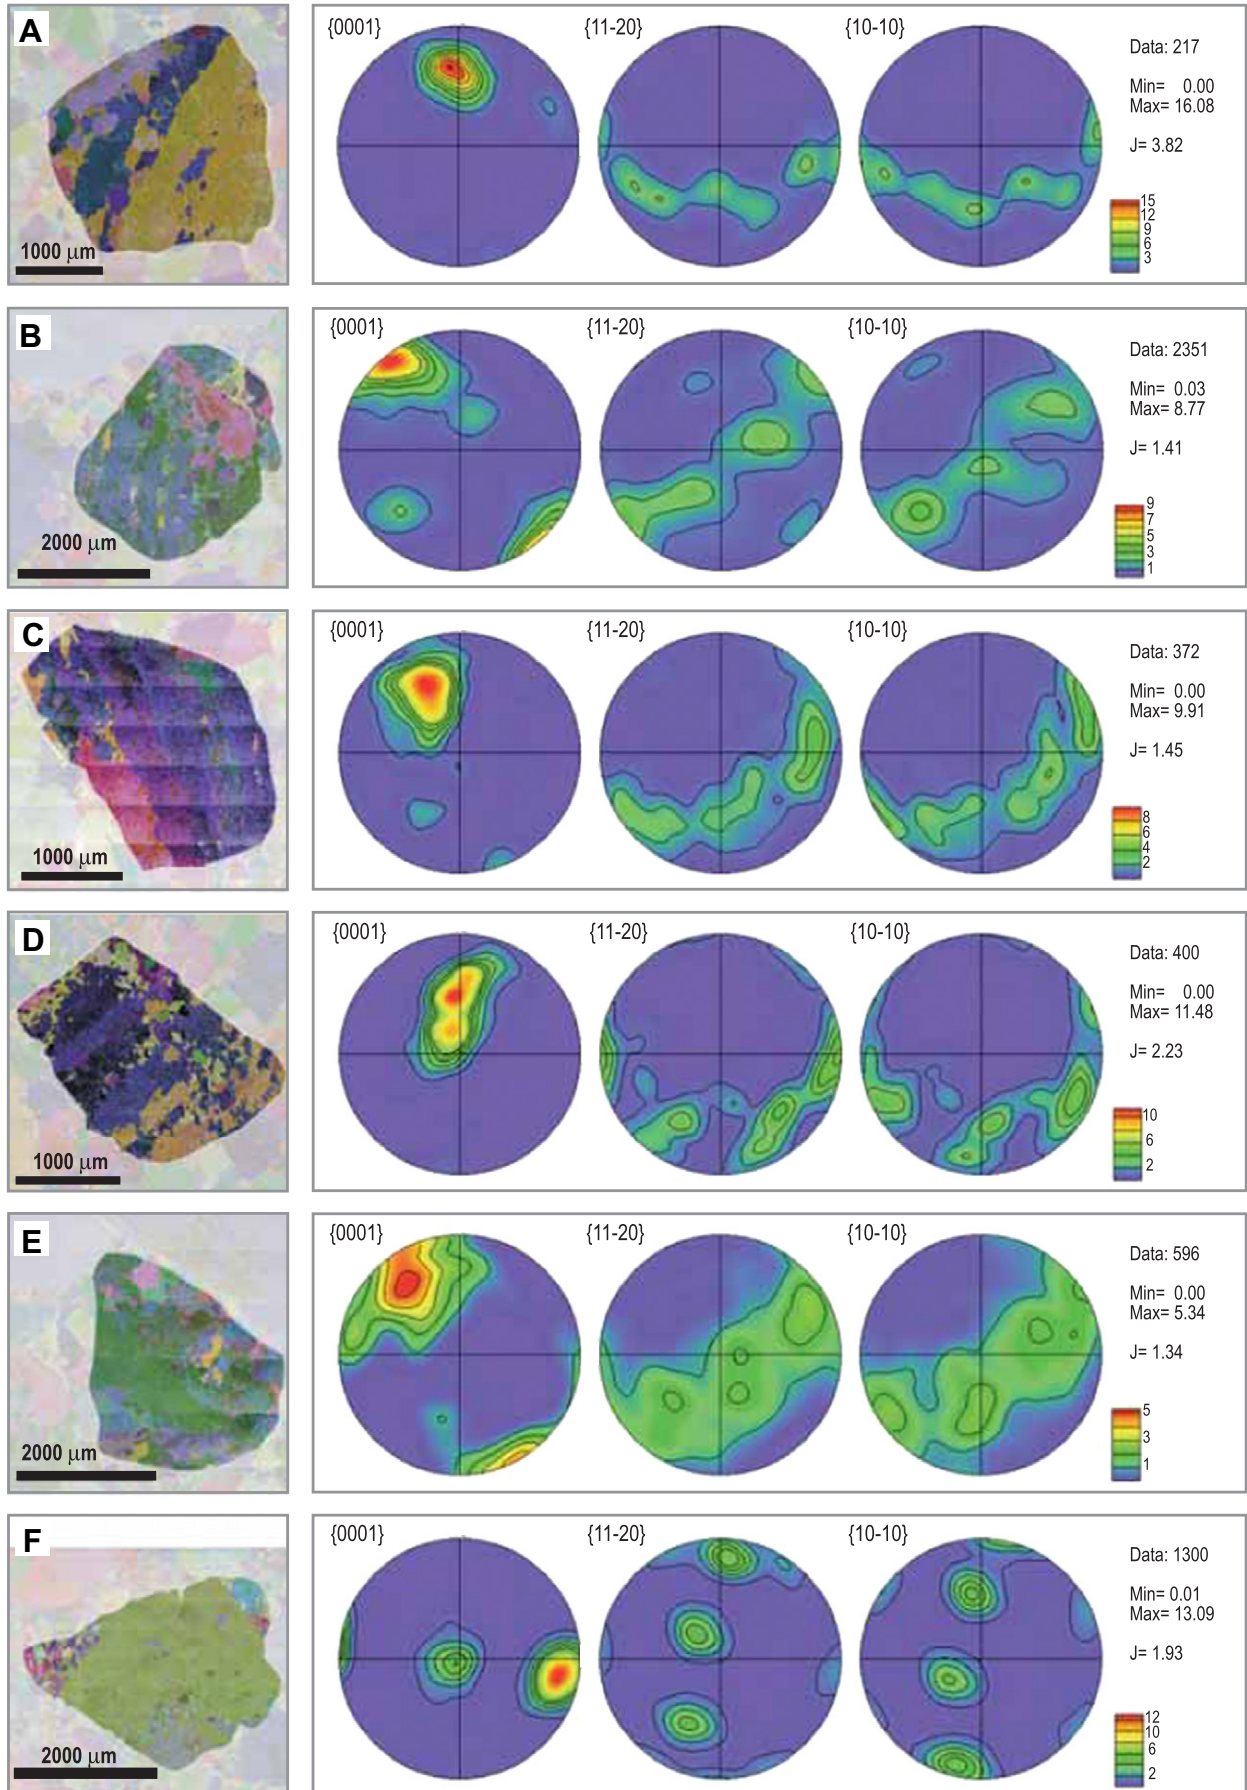 A
1000 µm
{0001} {11-20} {10-10}
Data: 217
Min= 0.00
Max= 16.08
J= 3.82
15
12
9
6
3
B
2000 µm
{0001} {11-20} {10-10}
Data: 2351
Min= 0.03
Max= 8.77
J= 1.41
9
7
5
3
1
C
1000 µm
{0001} {11-20} {10-10}
Data: 372
Min= 0.00
Max= 9.91
J= 1.45
8
6
4
2
D
1000 µm
{0001} {11-20} {10-10}
Data: 400
Min= 0.00
Max= 11.48
J= 2.23
10
6
2
E
2000 µm
{0001} {11-20} {10-10}
Data: 596
Min= 0.00
Max= 5.34
J= 1.34
5
3
1
F
2000 µm
{0001} {11-20} {10-10}
Data: 1300
Min= 0.01
Max= 13.09
J= 1.93
12
10
6
2